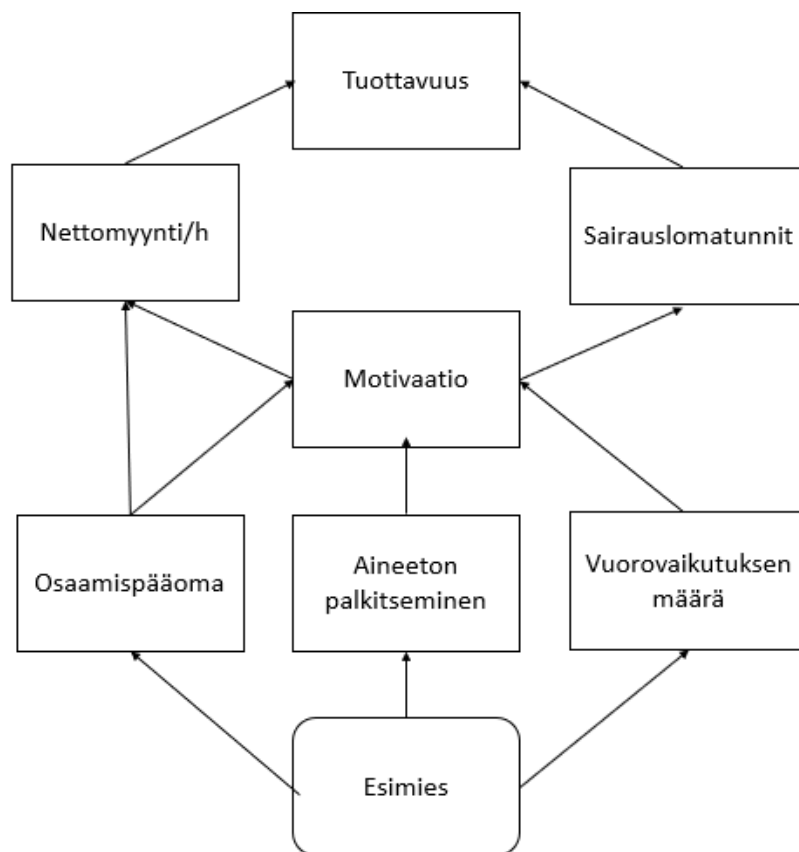 Tuottavuus
Nettomyynti/h
Sairauslomatunnit
Motivaatio
Osaamispääoma
Aineeton
palkitseminen
Vuorovaikutuksen
määrä
Esimies